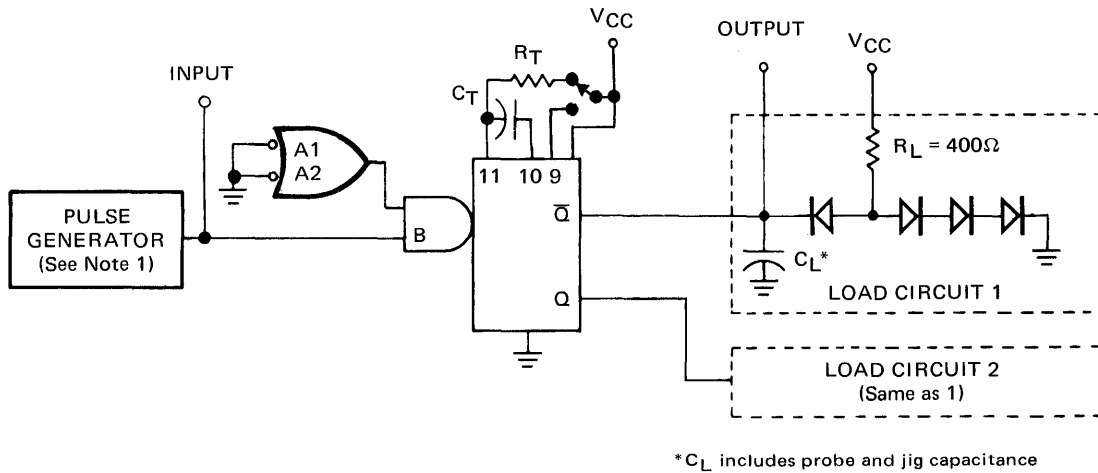 INPUT
A1
A2
PULSE
GENERATOR
(See Note 1)
B
CT
RT
VCC
11 10 9
Q̅
Q
OUTPUT
VCC
RL = 400Ω
CL*
LOAD CIRCUIT 1
LOAD CIRCUIT 2
(Same as 1)
*CL includes probe and jig capacitance